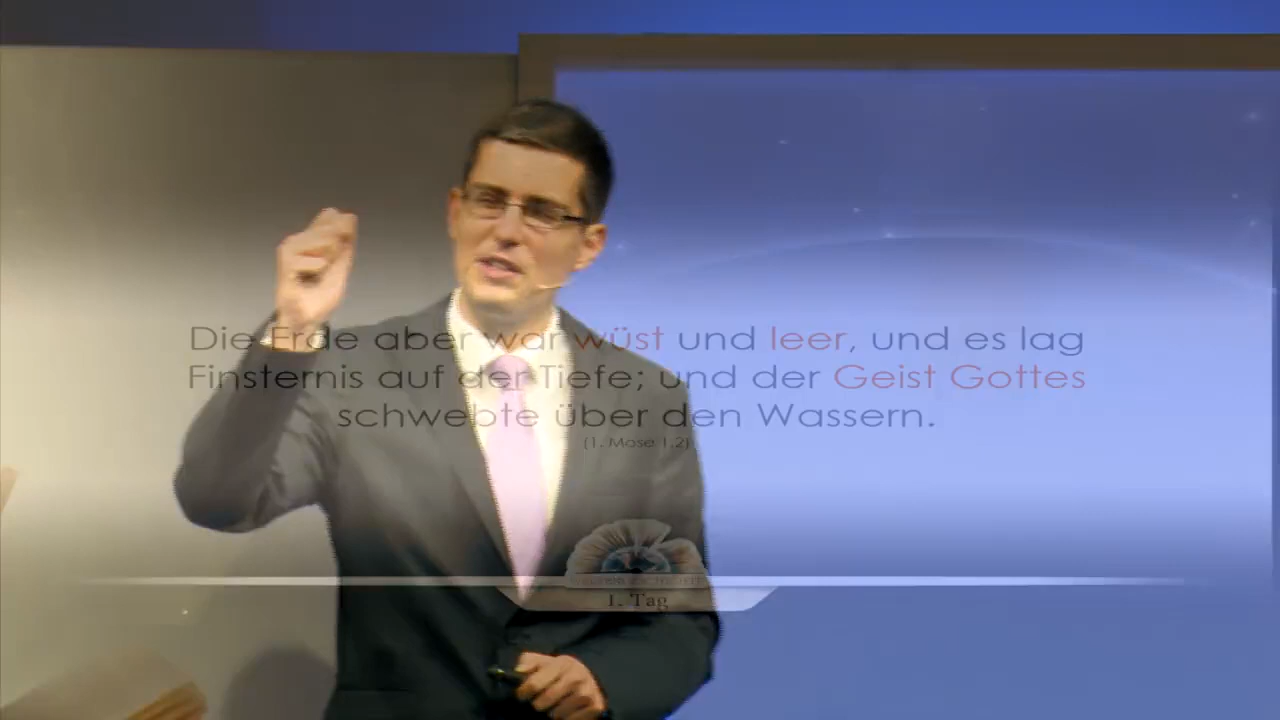 Die Erde aber war wüst und leer, und es lag
Finsternis auf der Tiefe; und der Geist Gottes
schwebte über den Wassern.
(1. Mose 1,2)
1. Tag